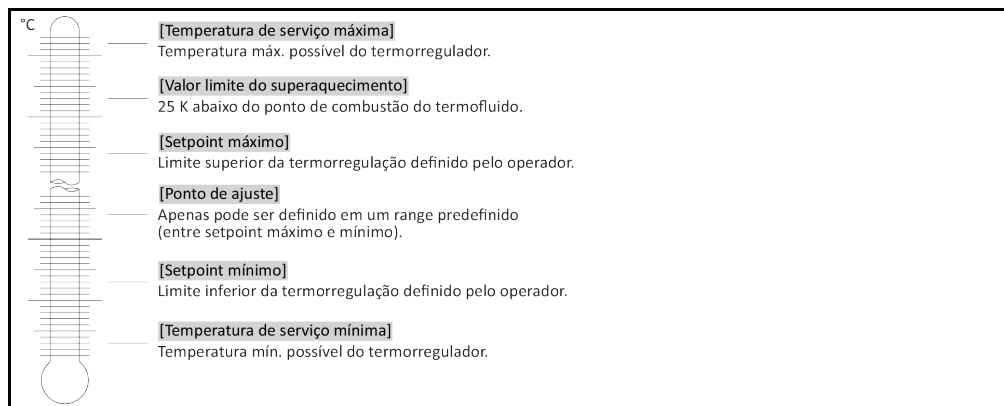 °C
[Temperatura de serviço máxima]
Temperatura máx. possível do termorregulador.
[Valor limite do superaquecimento]
25 K abaixo do ponto de combustão do termofluido.
[Setpoint máximo]
Limite superior da termorregulação definido pelo operador.
[Ponto de ajuste]
Apenas pode ser definido em um range predefinido
(entre setpoint máximo e mínimo).
[Setpoint mínimo]
Limite inferior da termorregulação definido pelo operador.
[Temperatura de serviço mínima]
Temperatura mín. possível do termorregulador.